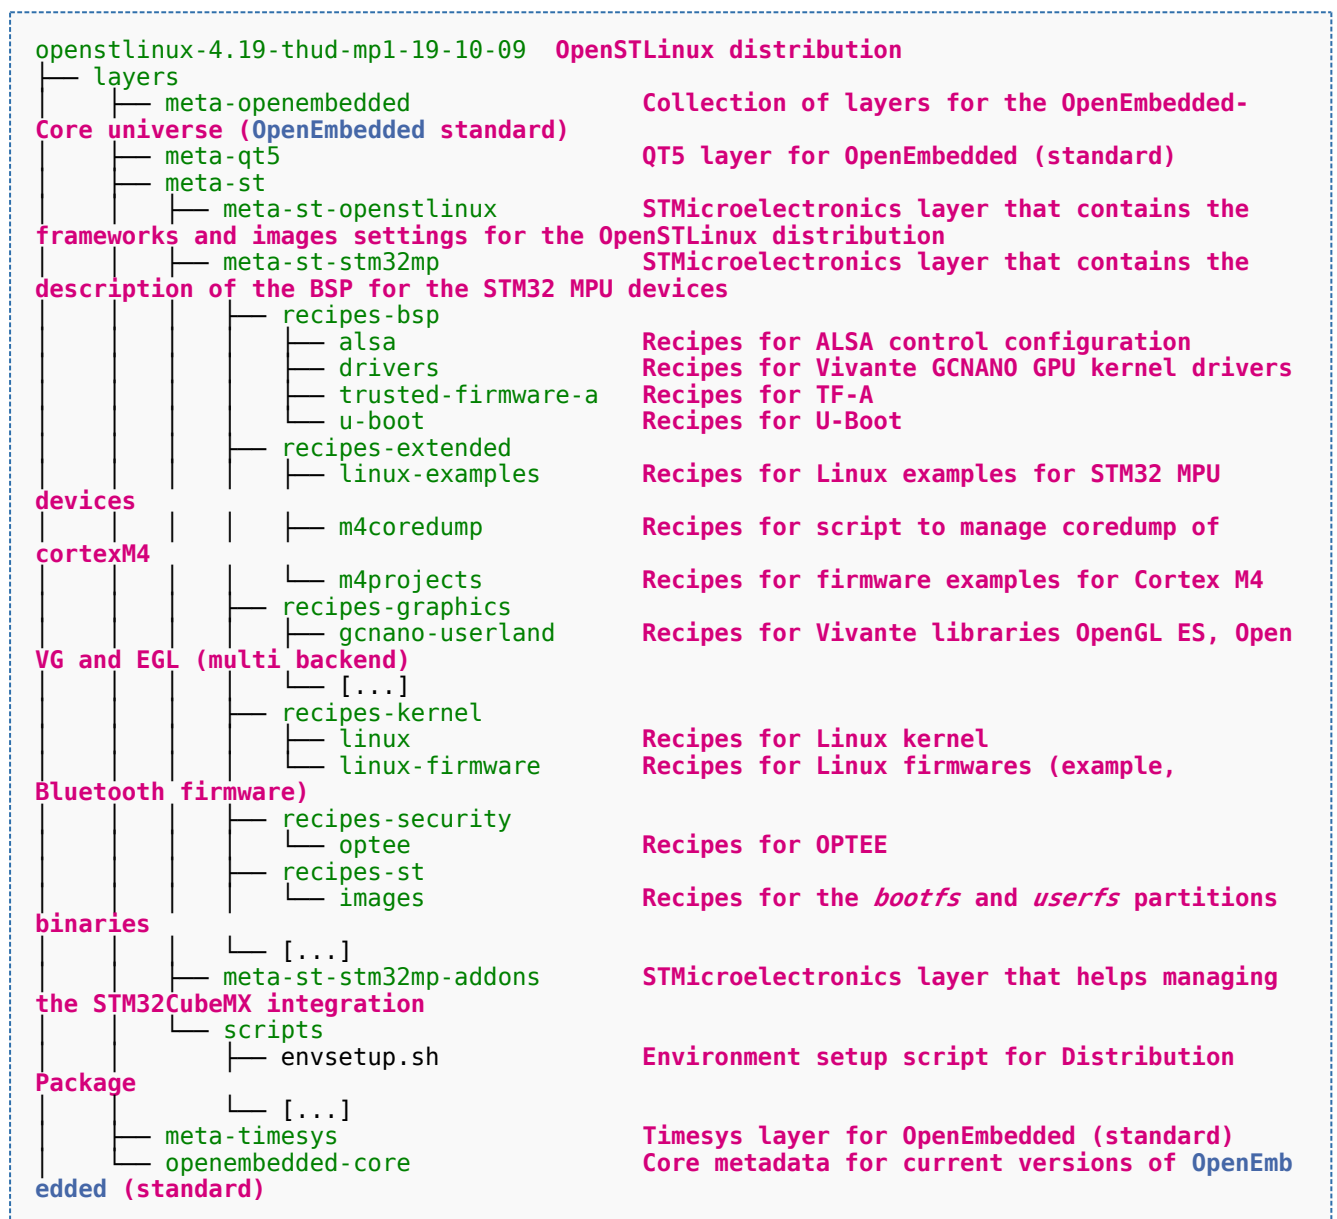 openstlinux-4.19-thud-mp1-19-10-09  OpenSTLinux distribution
├── layers
│    ├── meta-openembedded                Collection of layers for the OpenEmbedded-
Core universe (OpenEmbedded standard)
│    ├── meta-qt5                         QT5 layer for OpenEmbedded (standard)
│    ├── meta-st
│    │   ├── meta-st-openstlinux          STMicroelectronics layer that contains the
frameworks and images settings for the OpenSTLinux distribution
│    │   ├── meta-st-stm32mp              STMicroelectronics layer that contains the
description of the BSP for the STM32 MPU devices
│    │   │   ├── recipes-bsp
│    │   │   │   ├── alsa                 Recipes for ALSA control configuration
│    │   │   │   ├── drivers              Recipes for Vivante GCNANO GPU kernel drivers
│    │   │   │   ├── trusted-firmware-a   Recipes for TF-A
│    │   │   │   └── u-boot               Recipes for U-Boot
│    │   │   ├── recipes-extended
│    │   │   │   ├── linux-examples       Recipes for Linux examples for STM32 MPU
devices
│    │   │   │   ├── m4coredump           Recipes for script to manage coredump of
cortexM4
│    │   │   │   └── m4projects           Recipes for firmware examples for Cortex M4
│    │   │   ├── recipes-graphics
│    │   │   │   ├── gcnano-userland      Recipes for Vivante libraries OpenGL ES, Open
VG and EGL (multi backend)
│    │   │   │   └── [...]
│    │   │   ├── recipes-kernel
│    │   │   │   ├── linux                Recipes for Linux kernel
│    │   │   │   └── linux-firmware       Recipes for Linux firmwares (example,
Bluetooth firmware)
│    │   │   ├── recipes-security
│    │   │   │   └── optee                Recipes for OPTEE
│    │   │   ├── recipes-st
│    │   │   │   └── images               Recipes for the bootfs and userfs partitions
binaries
│    │   │   └── [...]
│    │   ├── meta-st-stm32mp-addons       STMicroelectronics layer that helps managing
the STM32CubeMX integration
│    │   └── scripts
│    │       ├── envsetup.sh              Environment setup script for Distribution
Package
│    │       └── [...]
│    ├── meta-timesys                     Timesys layer for OpenEmbedded (standard)
│    └── openembedded-core                Core metadata for current versions of OpenEmb
edded (standard)